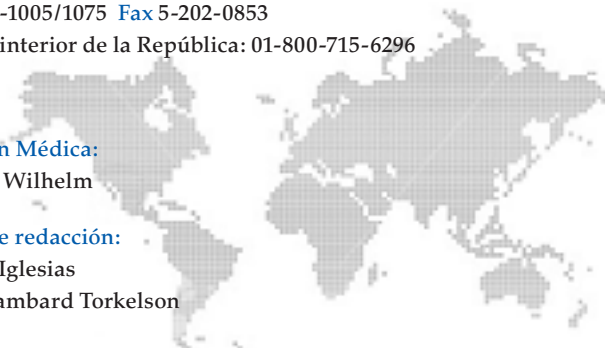 -1005/1075 Fax 5-202-0853
interior de la República: 01-800-715-6296
n Médica:
Wilhelm
e redacción:
Iglesias
ambard Torkelson